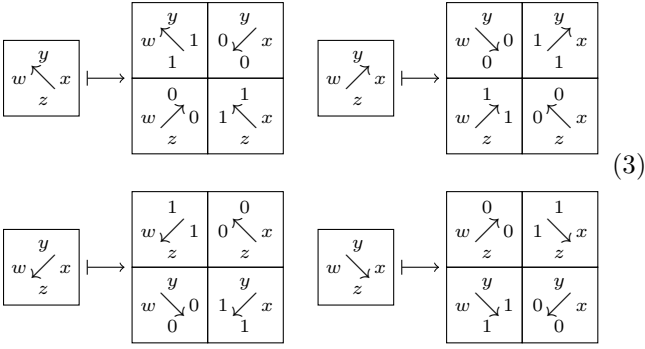 y y y y
w 1 0 x w 0 1 x
y y
1 0 0 1
w x w x
0 1 1 0
z z
w 0 1 x w 1 0 x
z z z z
(3)
1 0 0 1
w 1 0 x w 0 1 x
y y
z z z z
w x w x
y y y y
z z
w 0 1 x w 1 0 x
0 1 1 0